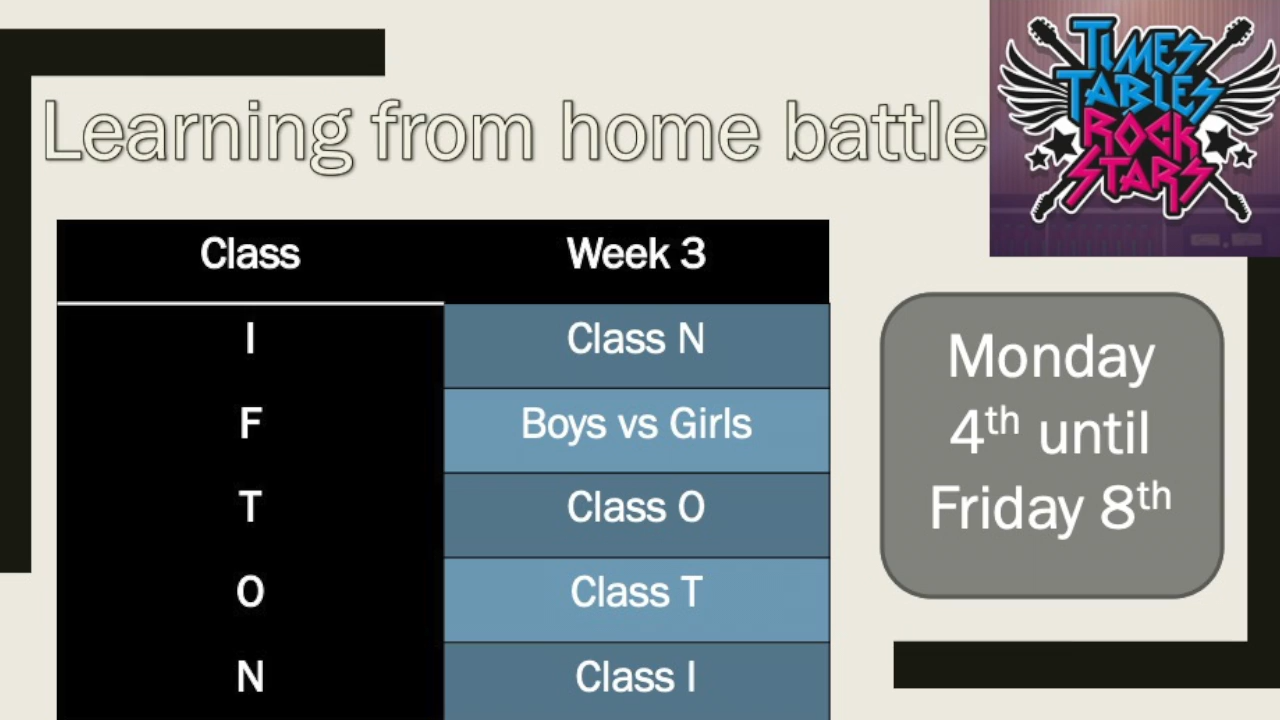 Learning from home battle
TIMES
TABLES
ROCK
STARS
Class Week 3
I Class N
F Boys vs Girls
T Class O
O Class T
N Class I
Monday
4th until
Friday 8th